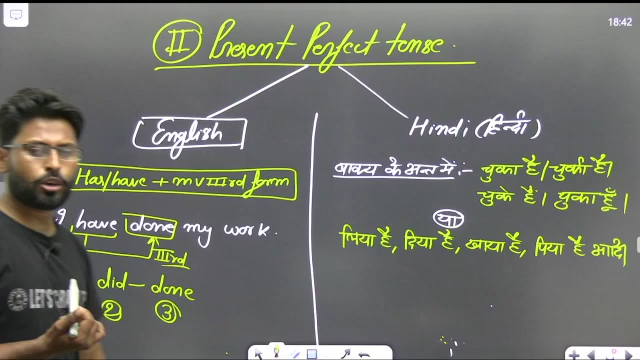 II Present Perfect tense.
18:42
English
Hindi (हिन्दी)
Has/have + mv IIIrd form
I have done my work.
IIIrd
did - done
② ③
वाक्य के अन्त में :- चुका है / चुकी है।
चुके हैं। चुका हूँ।
या
लिया है, दिया है, खाया है, पिया है आदि।
LET'S